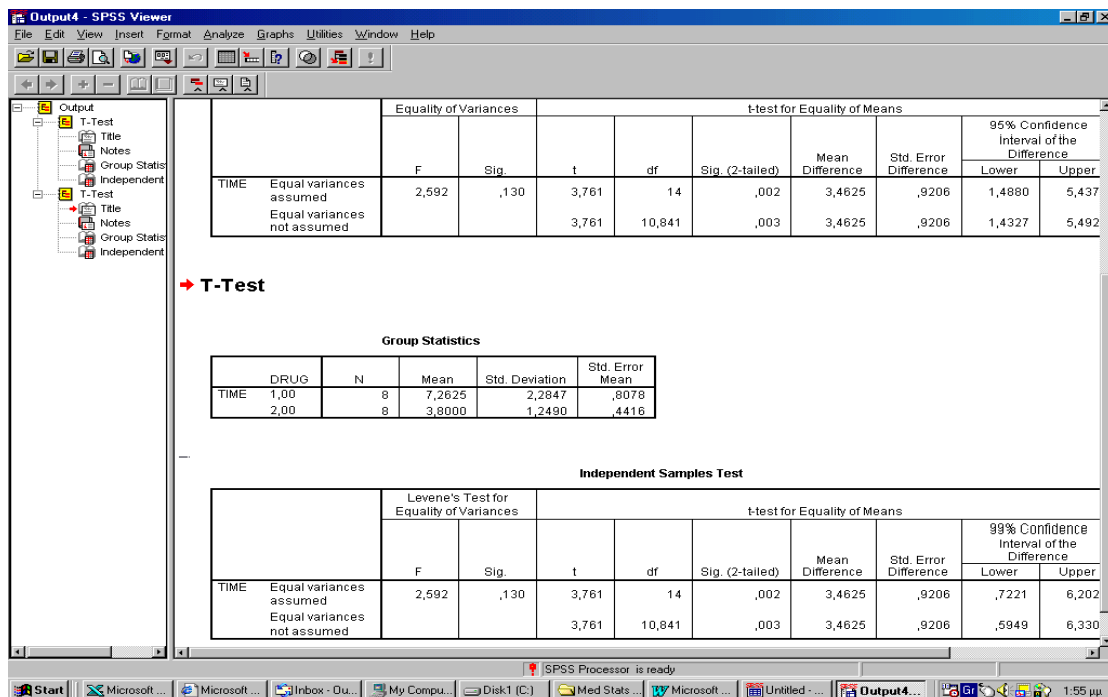 Output4 - SPSS Viewer
File Edit View Insert Format Analyze Graphs Utilities Window Help
Output
T-Test
Title
Notes
Group Statis
Independent
T-Test
Title
Notes
Group Statis
Independent
Equality of Variances t-test for Equality of Means
95% Confidence
Interval of the
Difference
F Sig. t df Sig. (2-tailed) Mean Difference Std. Error Difference Lower Upper
TIME Equal variances assumed 2,592 ,130 3,761 14 ,002 3,4625 ,9206 1,4880 5,437
Equal variances not assumed 3,761 10,841 ,003 3,4625 ,9206 1,4327 5,492
T-Test
Group Statistics
DRUG N Mean Std. Deviation Std. Error Mean
TIME 1,00 8 7,2625 2,2847 ,8078
2,00 8 3,8000 1,2490 ,4416
Independent Samples Test
Levene's Test for Equality of Variances t-test for Equality of Means
99% Confidence
Interval of the
Difference
F Sig. t df Sig. (2-tailed) Mean Difference Std. Error Difference Lower Upper
TIME Equal variances assumed 2,592 ,130 3,761 14 ,002 3,4625 ,9206 ,7221 6,202
Equal variances not assumed 3,761 10,841 ,003 3,4625 ,9206 ,5949 6,330
SPSS Processor is ready
Start Microsoft ... Microsoft ... Inbox - Ou... My Compu... Disk1 (C:) Med Stats ... Microsoft ... Untitled - ... Output4... Gr 1:55 μμ